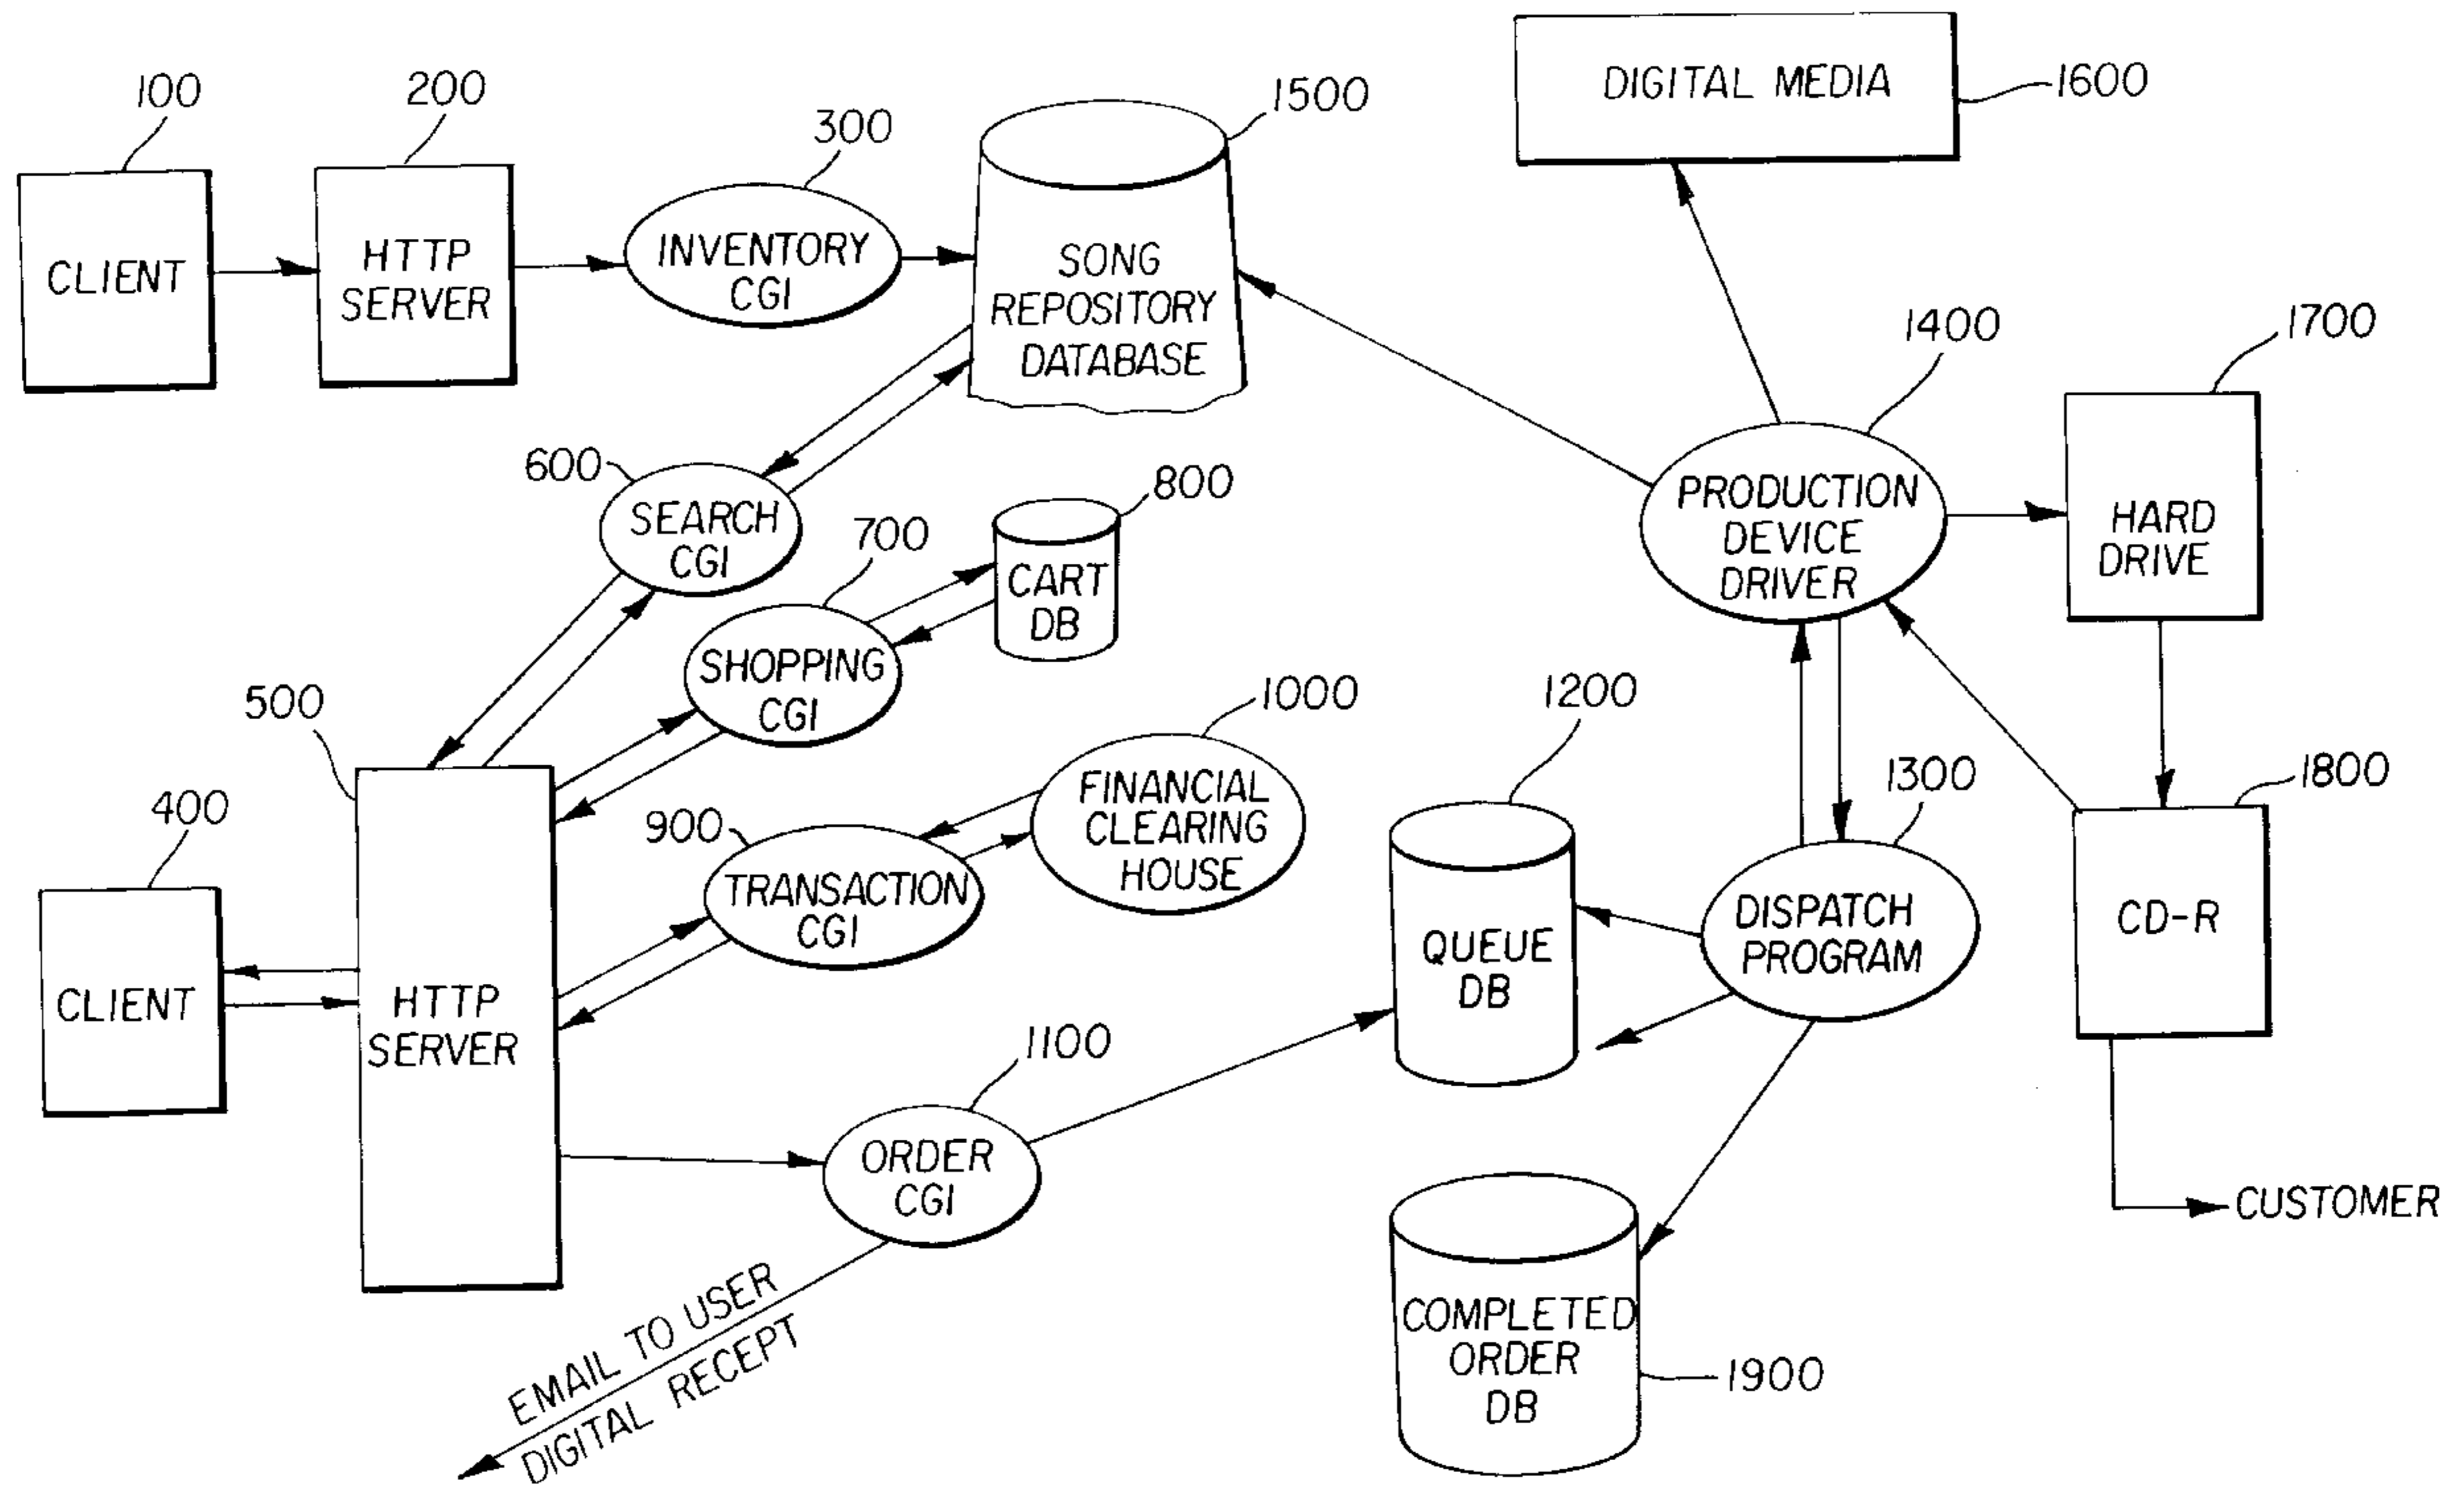 100
200
300
1500
DIGITAL MEDIA
1600
CLIENT
HTTP
SERVER
INVENTORY
CGI
SONG
REPOSITORY
DATABASE
1400
1700
PRODUCTION
DEVICE
DRIVER
HARD
DRIVE
600
SEARCH
CGI
700
800
CART
DB
SHOPPING
CGI
500
1000
FINANCIAL
CLEARING
HOUSE
1200
1300
1800
400
900
TRANSACTION
CGI
CLIENT
HTTP
SERVER
QUEUE
DB
DISPATCH
PROGRAM
CD-R
1100
ORDER
CGI
CUSTOMER
EMAIL TO USER
DIGITAL RECEPT
COMPLETED
ORDER
DB
1900